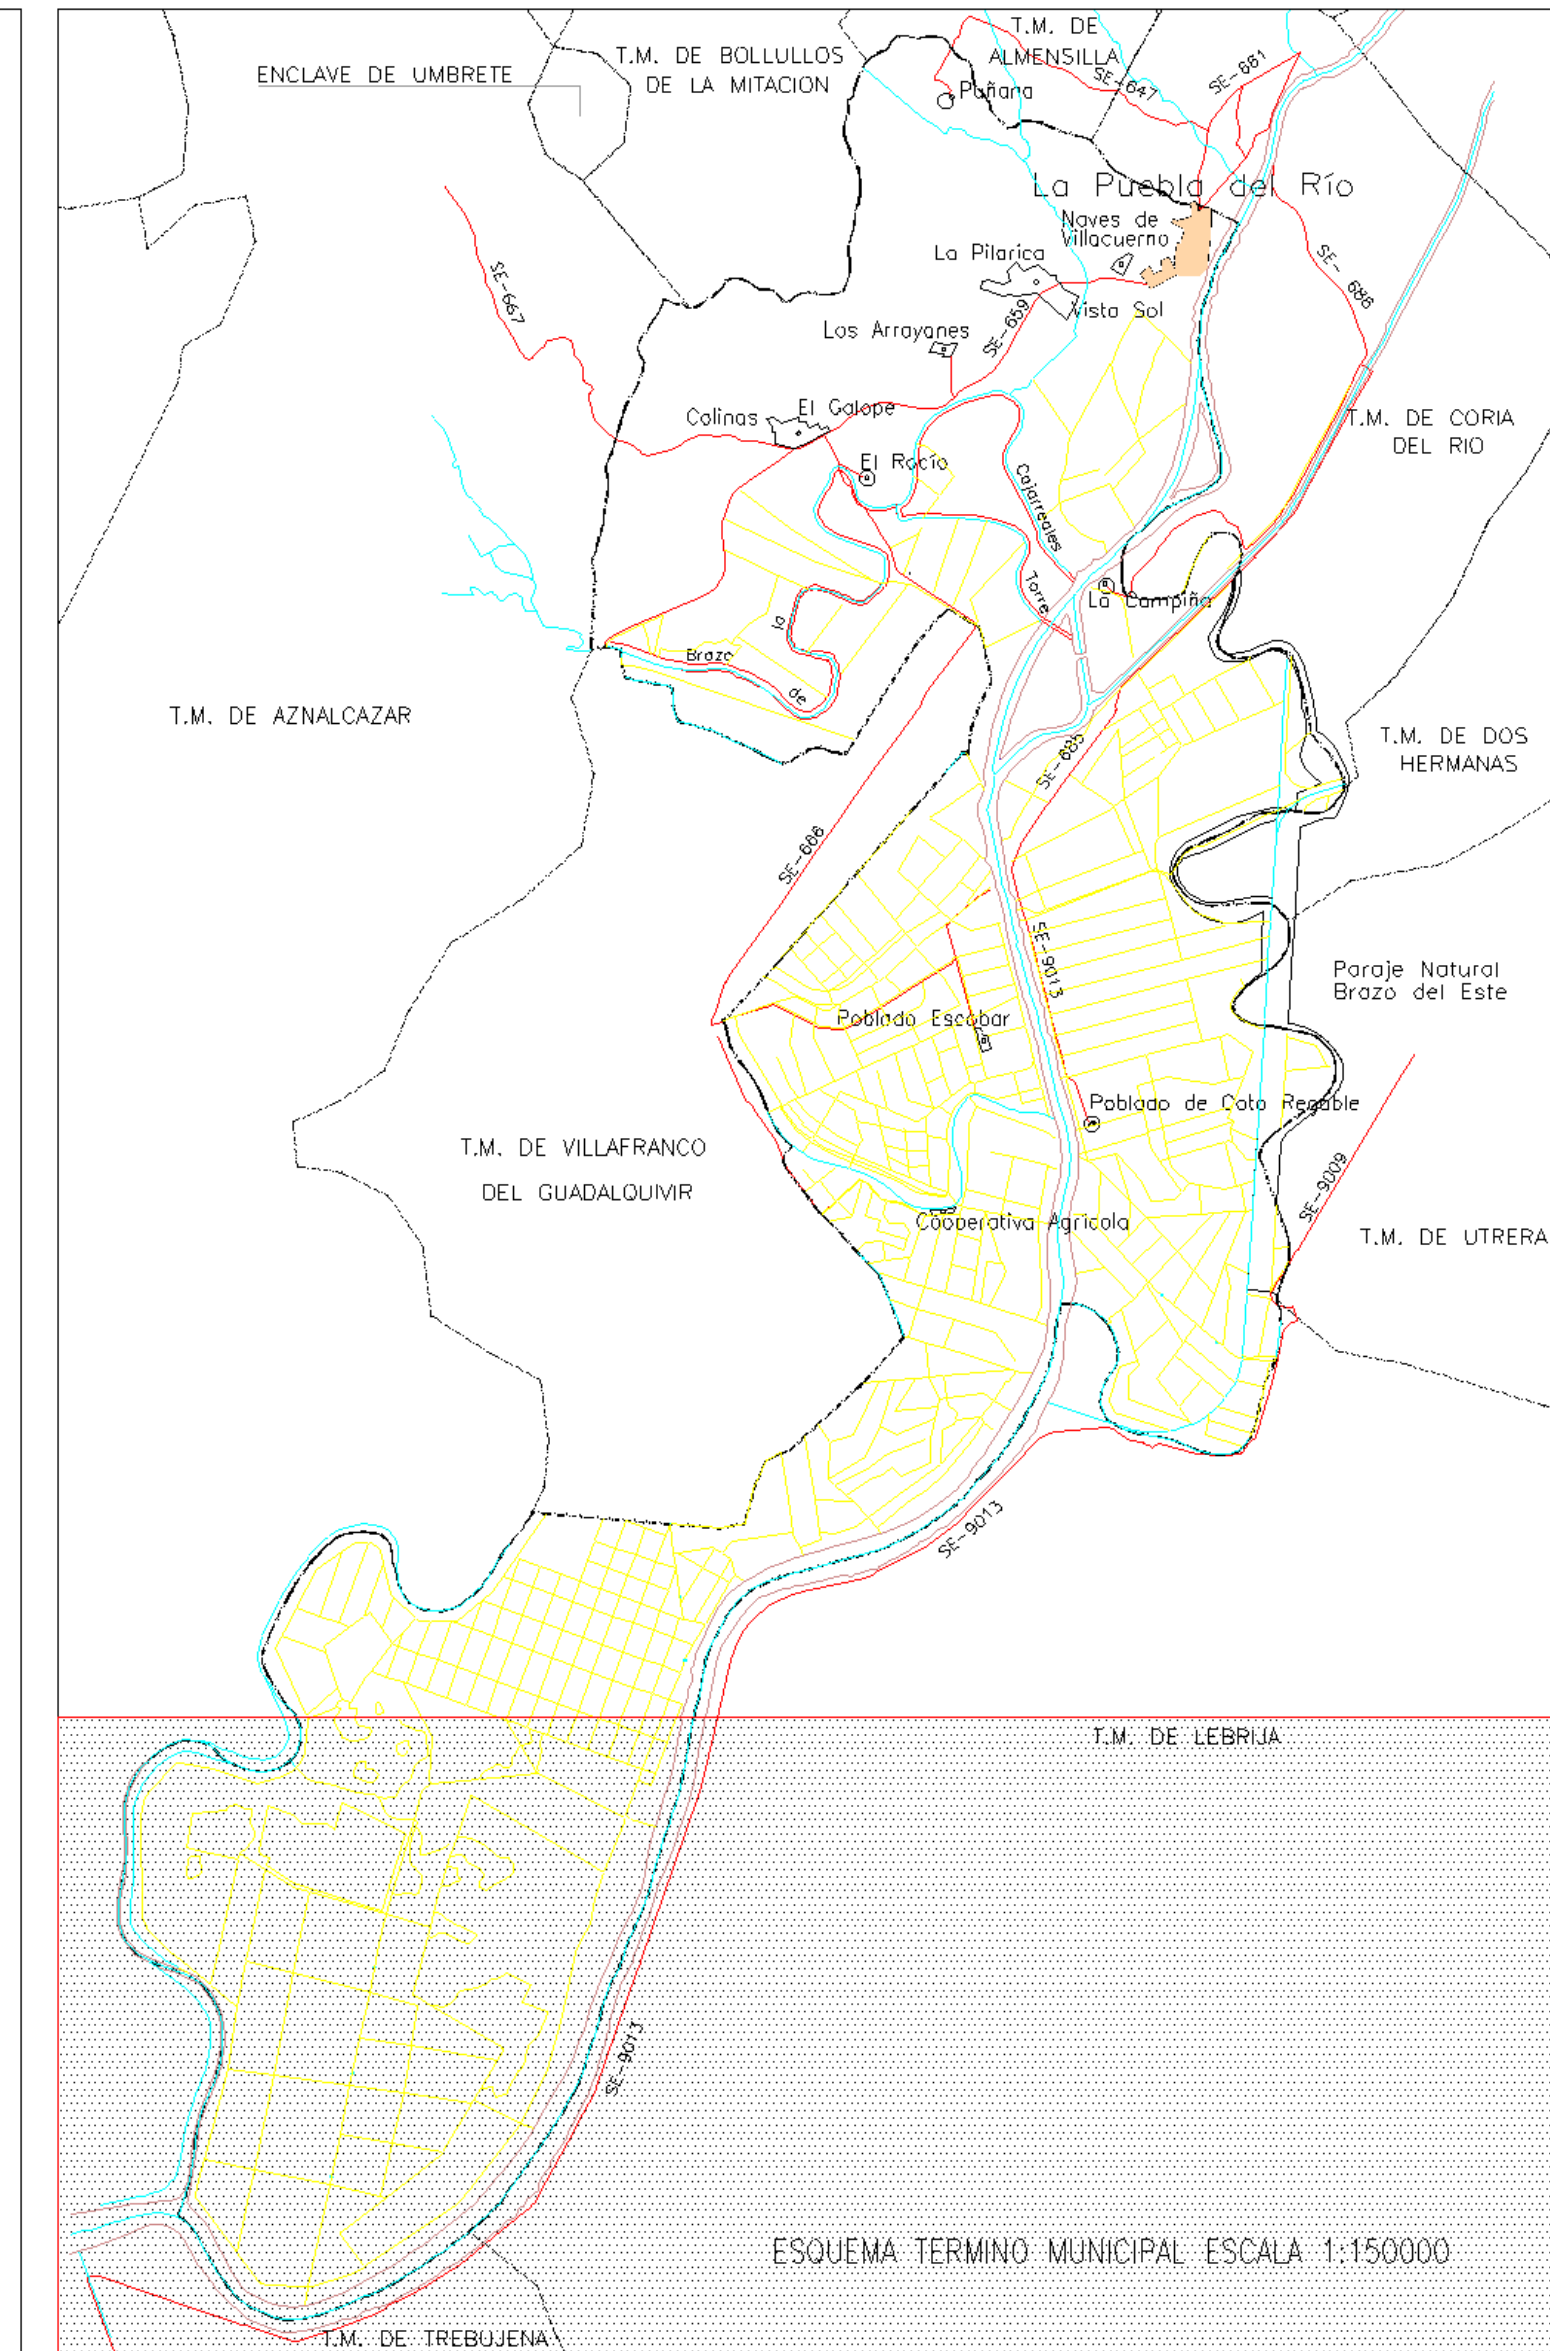 T.M. DE
ALMENSILLA
T.M. DE BOLLULLOS
DE LA MITACION
ENCLAVE DE UMBRETE
SE-647
SE-661
Puñana
La Puebla del Río
Naves de
Villacuerno
La Pilarica
Vista Sol
SE-667
SE-686
SE-659
Los Arrayanes
Colinas
El Galope
T.M. DE CORIA
DEL RIO
El Rocío
Cajarreales
Torre
La Campiña
la
Brazo
de
T.M. DE AZNALCAZAR
T.M. DE DOS
HERMANAS
SE-685
SE-666
SE-9013
Paraje Natural
Brazo del Este
Poblado Escobar
Poblado de Coto Regable
T.M. DE VILLAFRANCO
DEL GUADALQUIVIR
SE-9009
Cooperativa Agricola
T.M. DE UTRERA
SE-9013
T.M. DE LEBRIJA
SE-9013
ESQUEMA TERMINO MUNICIPAL ESCALA 1:150000
T.M. DE TREBUJENA